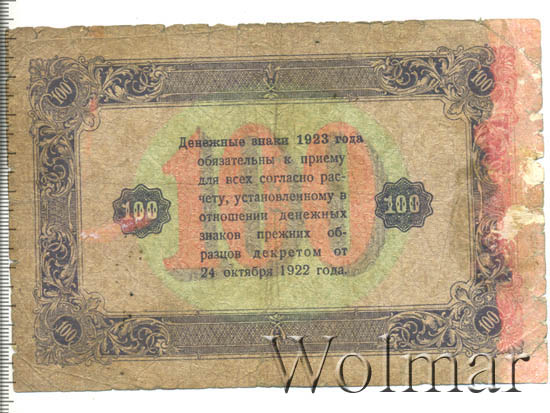 100
100
Денежные знаки 1923 года
обязательны к приему
для всех согласно рас-
чету, установленному в
отношении денежных
знаков прежних об-
разцов декретом от
24 октября 1922 года.
100
100
100
100
100
Wolmar